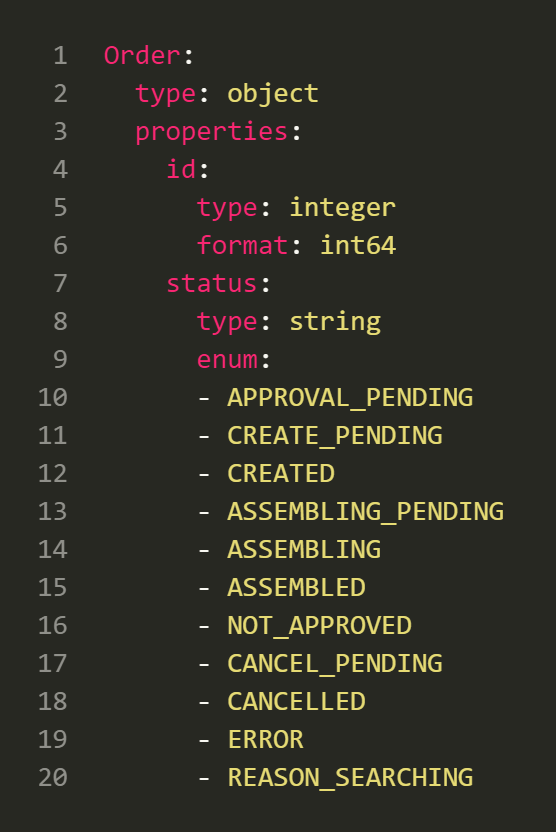 1 Order:
2   type: object
3   properties:
4     id:
5       type: integer
6       format: int64
7     status:
8       type: string
9       enum:
10       - APPROVAL_PENDING
11       - CREATE_PENDING
12       - CREATED
13       - ASSEMBLING_PENDING
14       - ASSEMBLING
15       - ASSEMBLED
16       - NOT_APPROVED
17       - CANCEL_PENDING
18       - CANCELLED
19       - ERROR
20       - REASON_SEARCHING